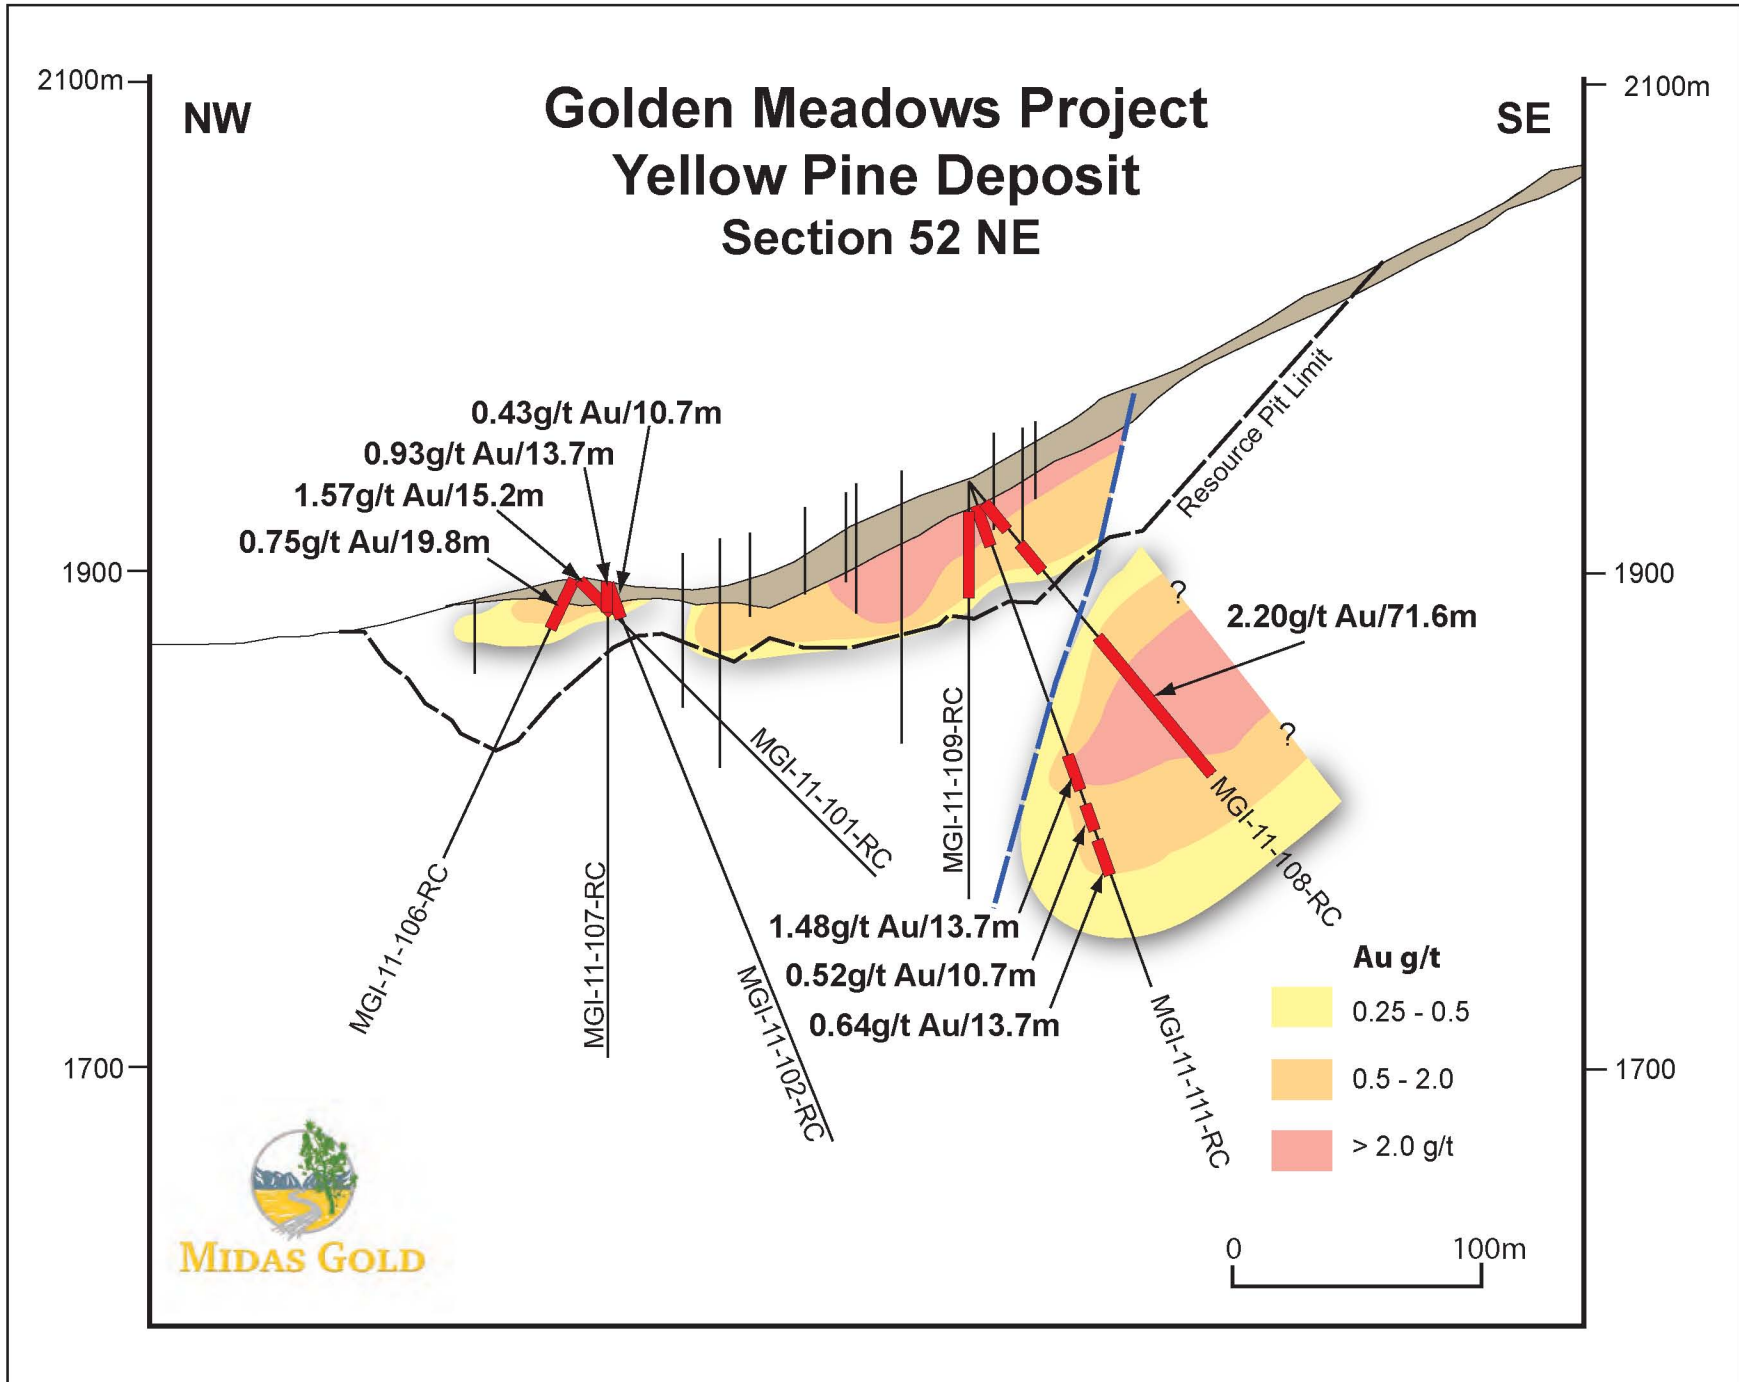 2100m
2100m
NW
SE
Golden Meadows Project
Yellow Pine Deposit
Section 52 NE
Resource Pit Limit
0.43g/t Au/10.7m
0.93g/t Au/13.7m
1.57g/t Au/15.2m
0.75g/t Au/19.8m
1900
1900
?
2.20g/t Au/71.6m
?
MGI-11-109-RC
MGI-11-101-RC
MGI-11-108-RC
MGI-11-106-RC
MGI-11-107-RC
MGI-11-102-RC
MGI-11-111-RC
1.48g/t Au/13.7m
0.52g/t Au/10.7m
0.64g/t Au/13.7m
Au g/t
0.25 - 0.5
0.5 - 2.0
> 2.0 g/t
1700
1700
MIDAS GOLD
0
100m